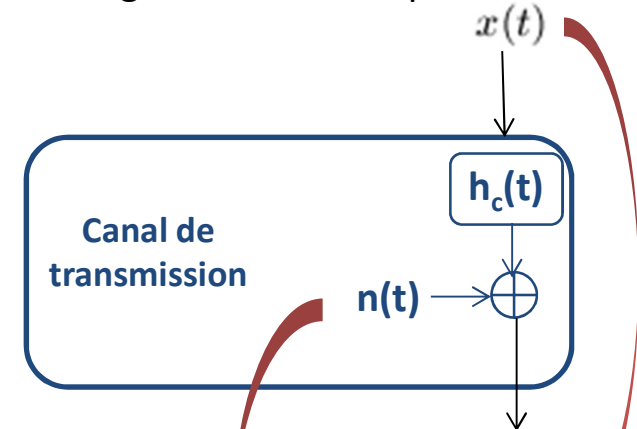 x(t)
h_c(t)
Canal de
transmission
n(t)